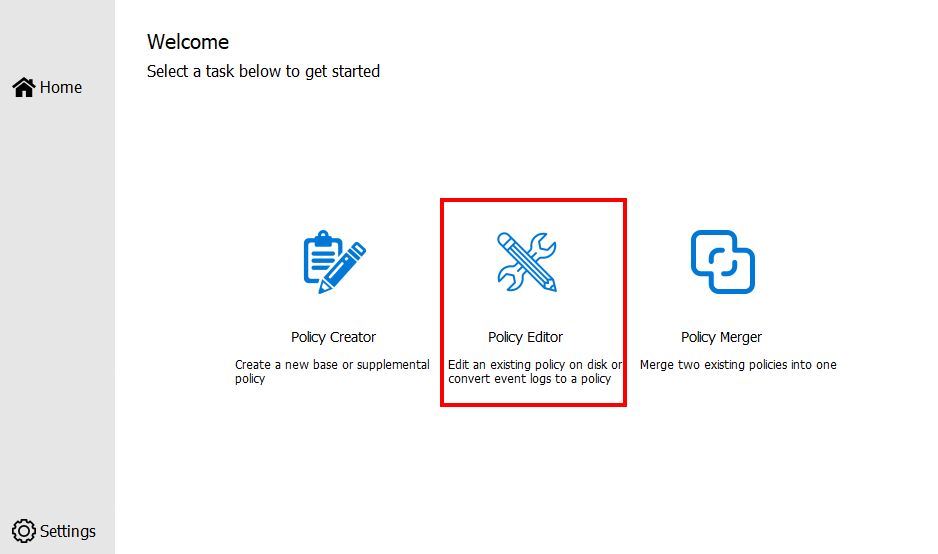 Welcome
Select a task below to get started
Home
Policy Creator
Create a new base or supplemental
policy
Policy Editor
Edit an existing policy on disk or
convert event logs to a policy
Policy Merger
Merge two existing policies into one
Settings